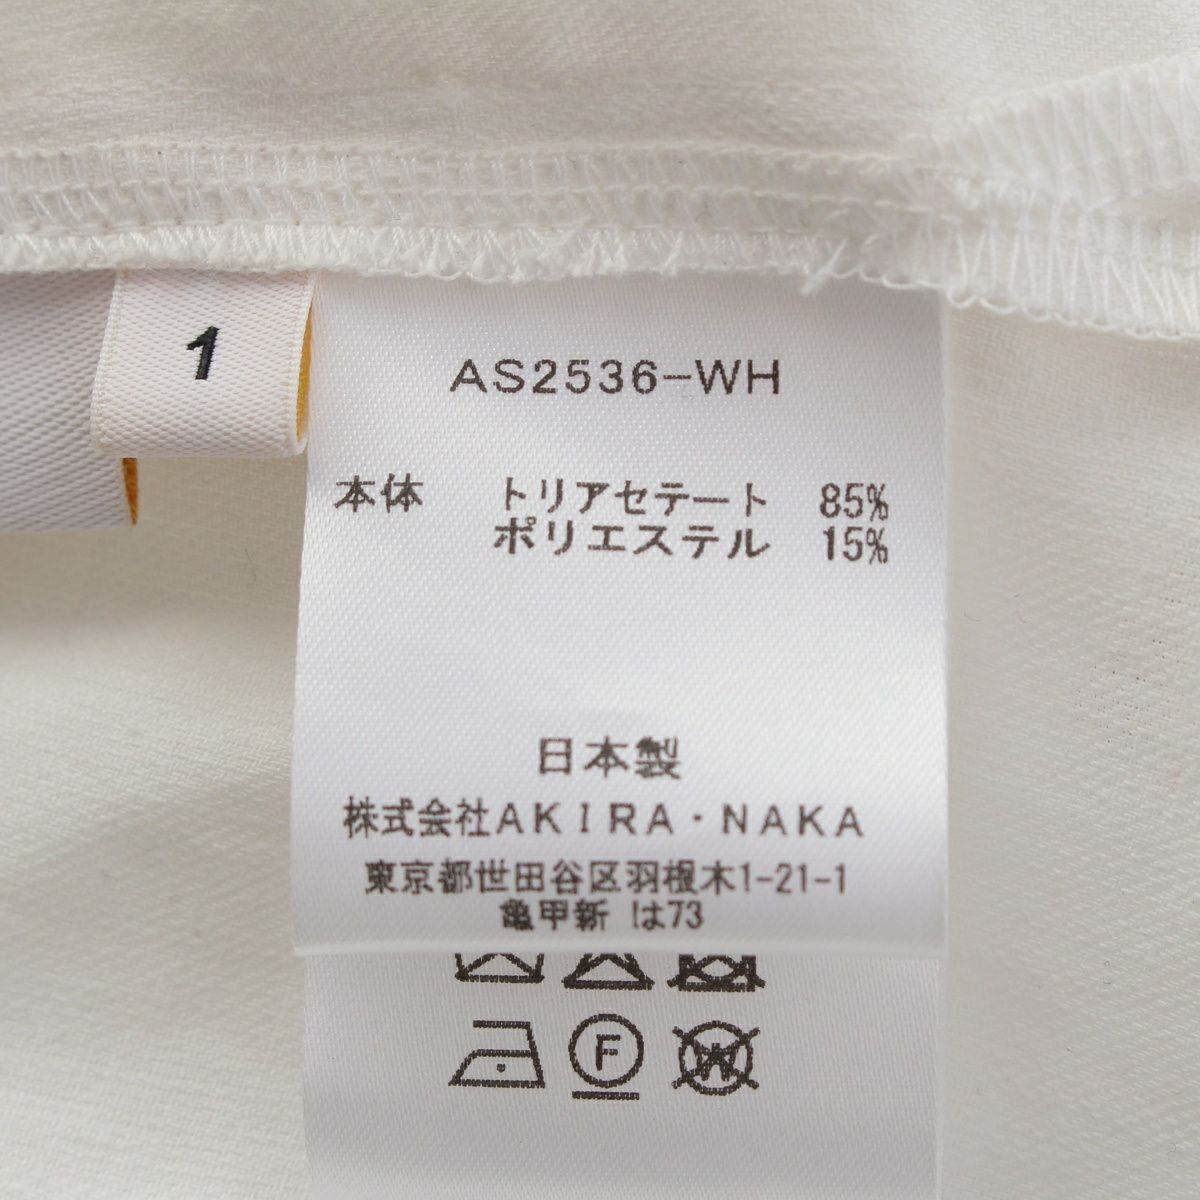 1
AS2536-WH
本体 トリアセテート 85%
ポリエステル 15%
日本製
株式会社AKIRA・NAKA
東京都世田谷区羽根木1-21-1
亀甲新 は73
F
W